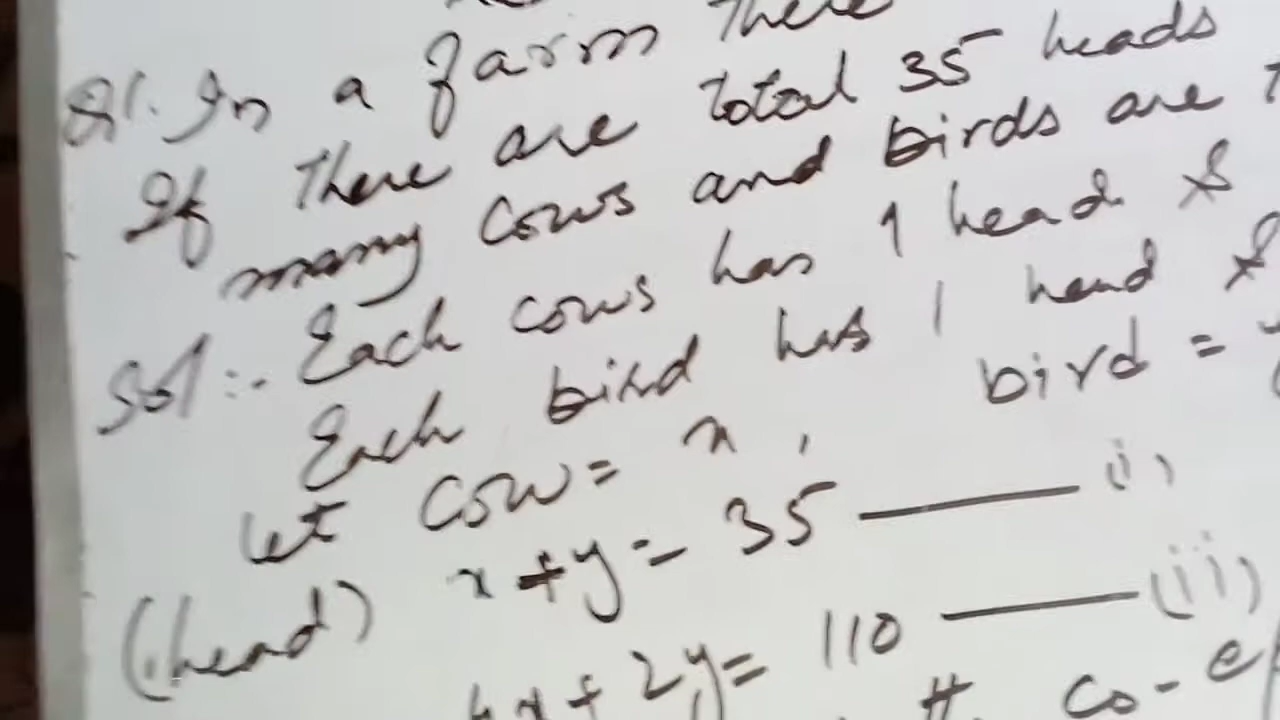 Q1. In a farm there
If there are total 35 heads
many cows and birds are
Sol:- Each cows has 1 head &
Each bird has 1 head &
let cow = x , bird =
(head) x + y = 35 —— (i)
4x + 2y = 110 —— (ii)
Co-